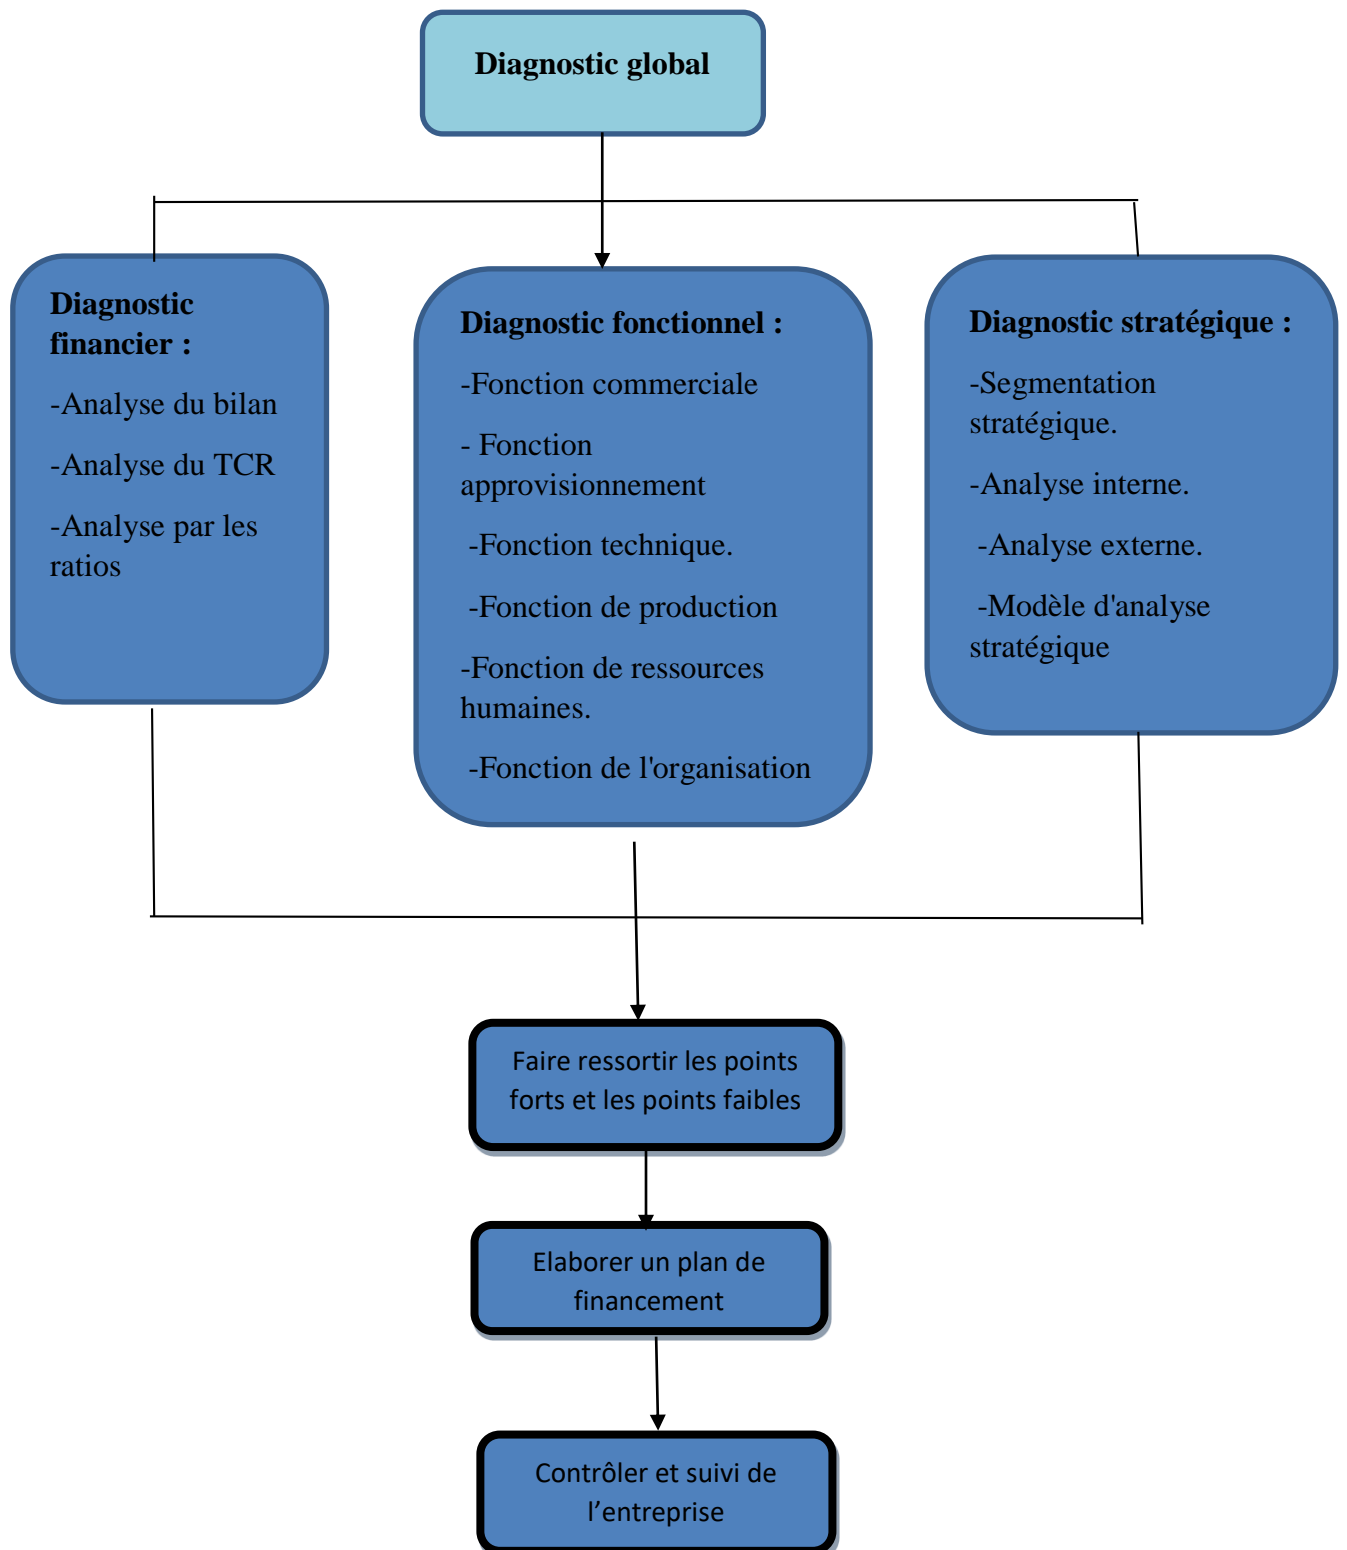 Diagnostic global
Diagnostic
financier :
-Analyse du bilan
-Analyse du TCR
-Analyse par les
ratios
Diagnostic fonctionnel :
-Fonction commerciale
- Fonction
approvisionnement
-Fonction technique.
-Fonction de production
-Fonction de ressources
humaines.
-Fonction de l'organisation
Diagnostic stratégique :
-Segmentation
stratégique.
-Analyse interne.
-Analyse externe.
-Modèle d'analyse
stratégique
Faire ressortir les points
forts et les points faibles
Elaborer un plan de
financement
Contrôler et suivi de
l’entreprise